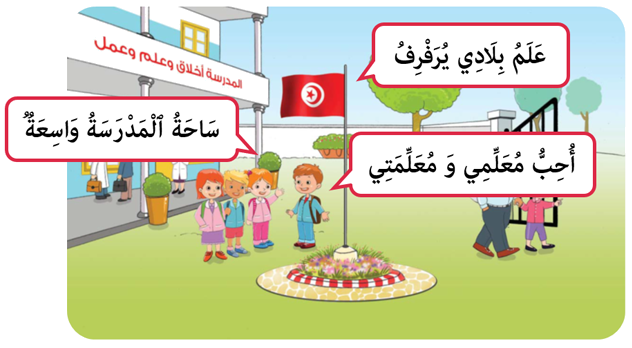 عَلَمُ بِلَادِي يُرَفْرِفُ
المدرسة أخلاق وعلم وعمل
سَاحَةُ ٱلْمَدْرَسَةُ وَاسِعَةٌ
أُحِبُّ مُعَلِّمِي وَ مُعَلِّمَتِي